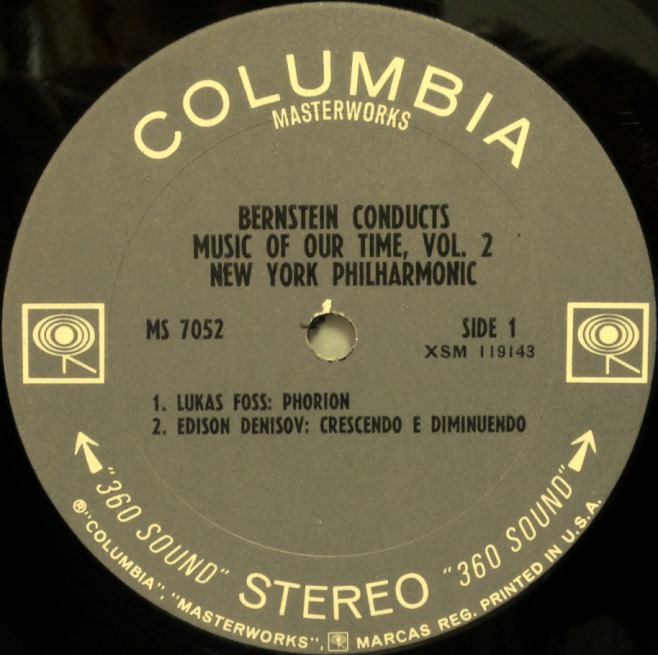 COLUMBIA
MASTERWORKS
BERNSTEIN CONDUCTS
MUSIC OF OUR TIME, VOL. 2
NEW YORK PHILHARMONIC
MS 7052
SIDE 1
XSM 119143
1. LUKAS FOSS: PHORION
2. EDISON DENISOV: CRESCENDO E DIMINUENDO
"360 SOUND" STEREO "360 SOUND"
®"COLUMBIA", "MASTERWORKS", MARCAS REG. PRINTED IN U.S.A.